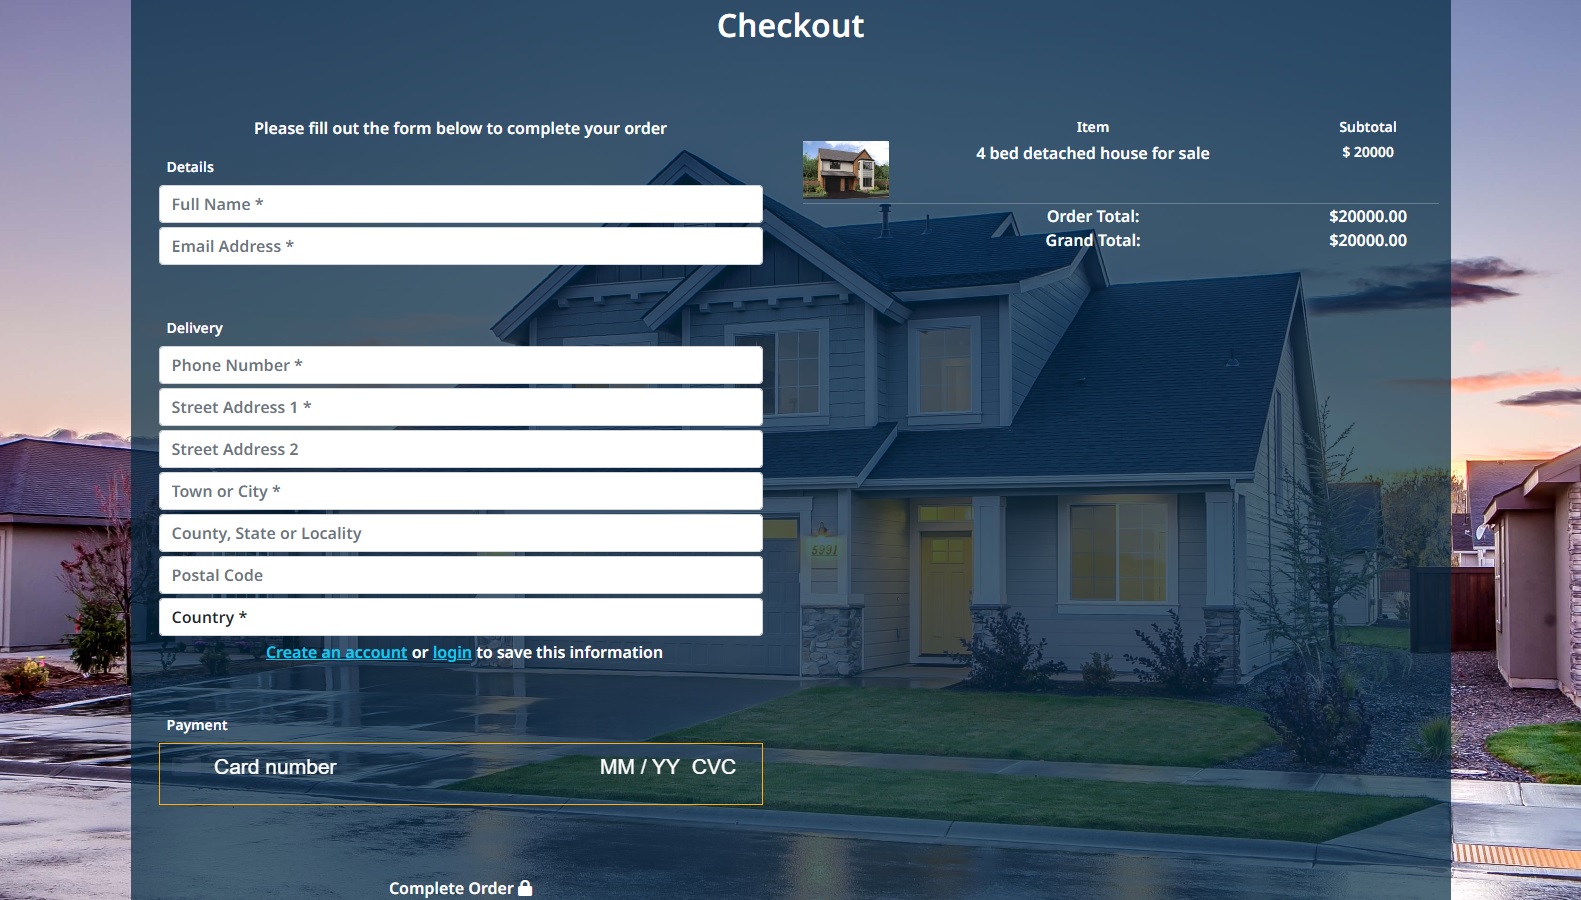 Checkout
Please fill out the form below to complete your order
Details
Full Name *
Email Address *
Delivery
Phone Number *
Street Address 1 *
Street Address 2
Town or City *
County, State or Locality
Postal Code
Country *
Create an account or login to save this information
Payment
Card number MM / YY CVC
Complete Order
Item Subtotal
4 bed detached house for sale $ 20000
Order Total: $20000.00
Grand Total: $20000.00
5991